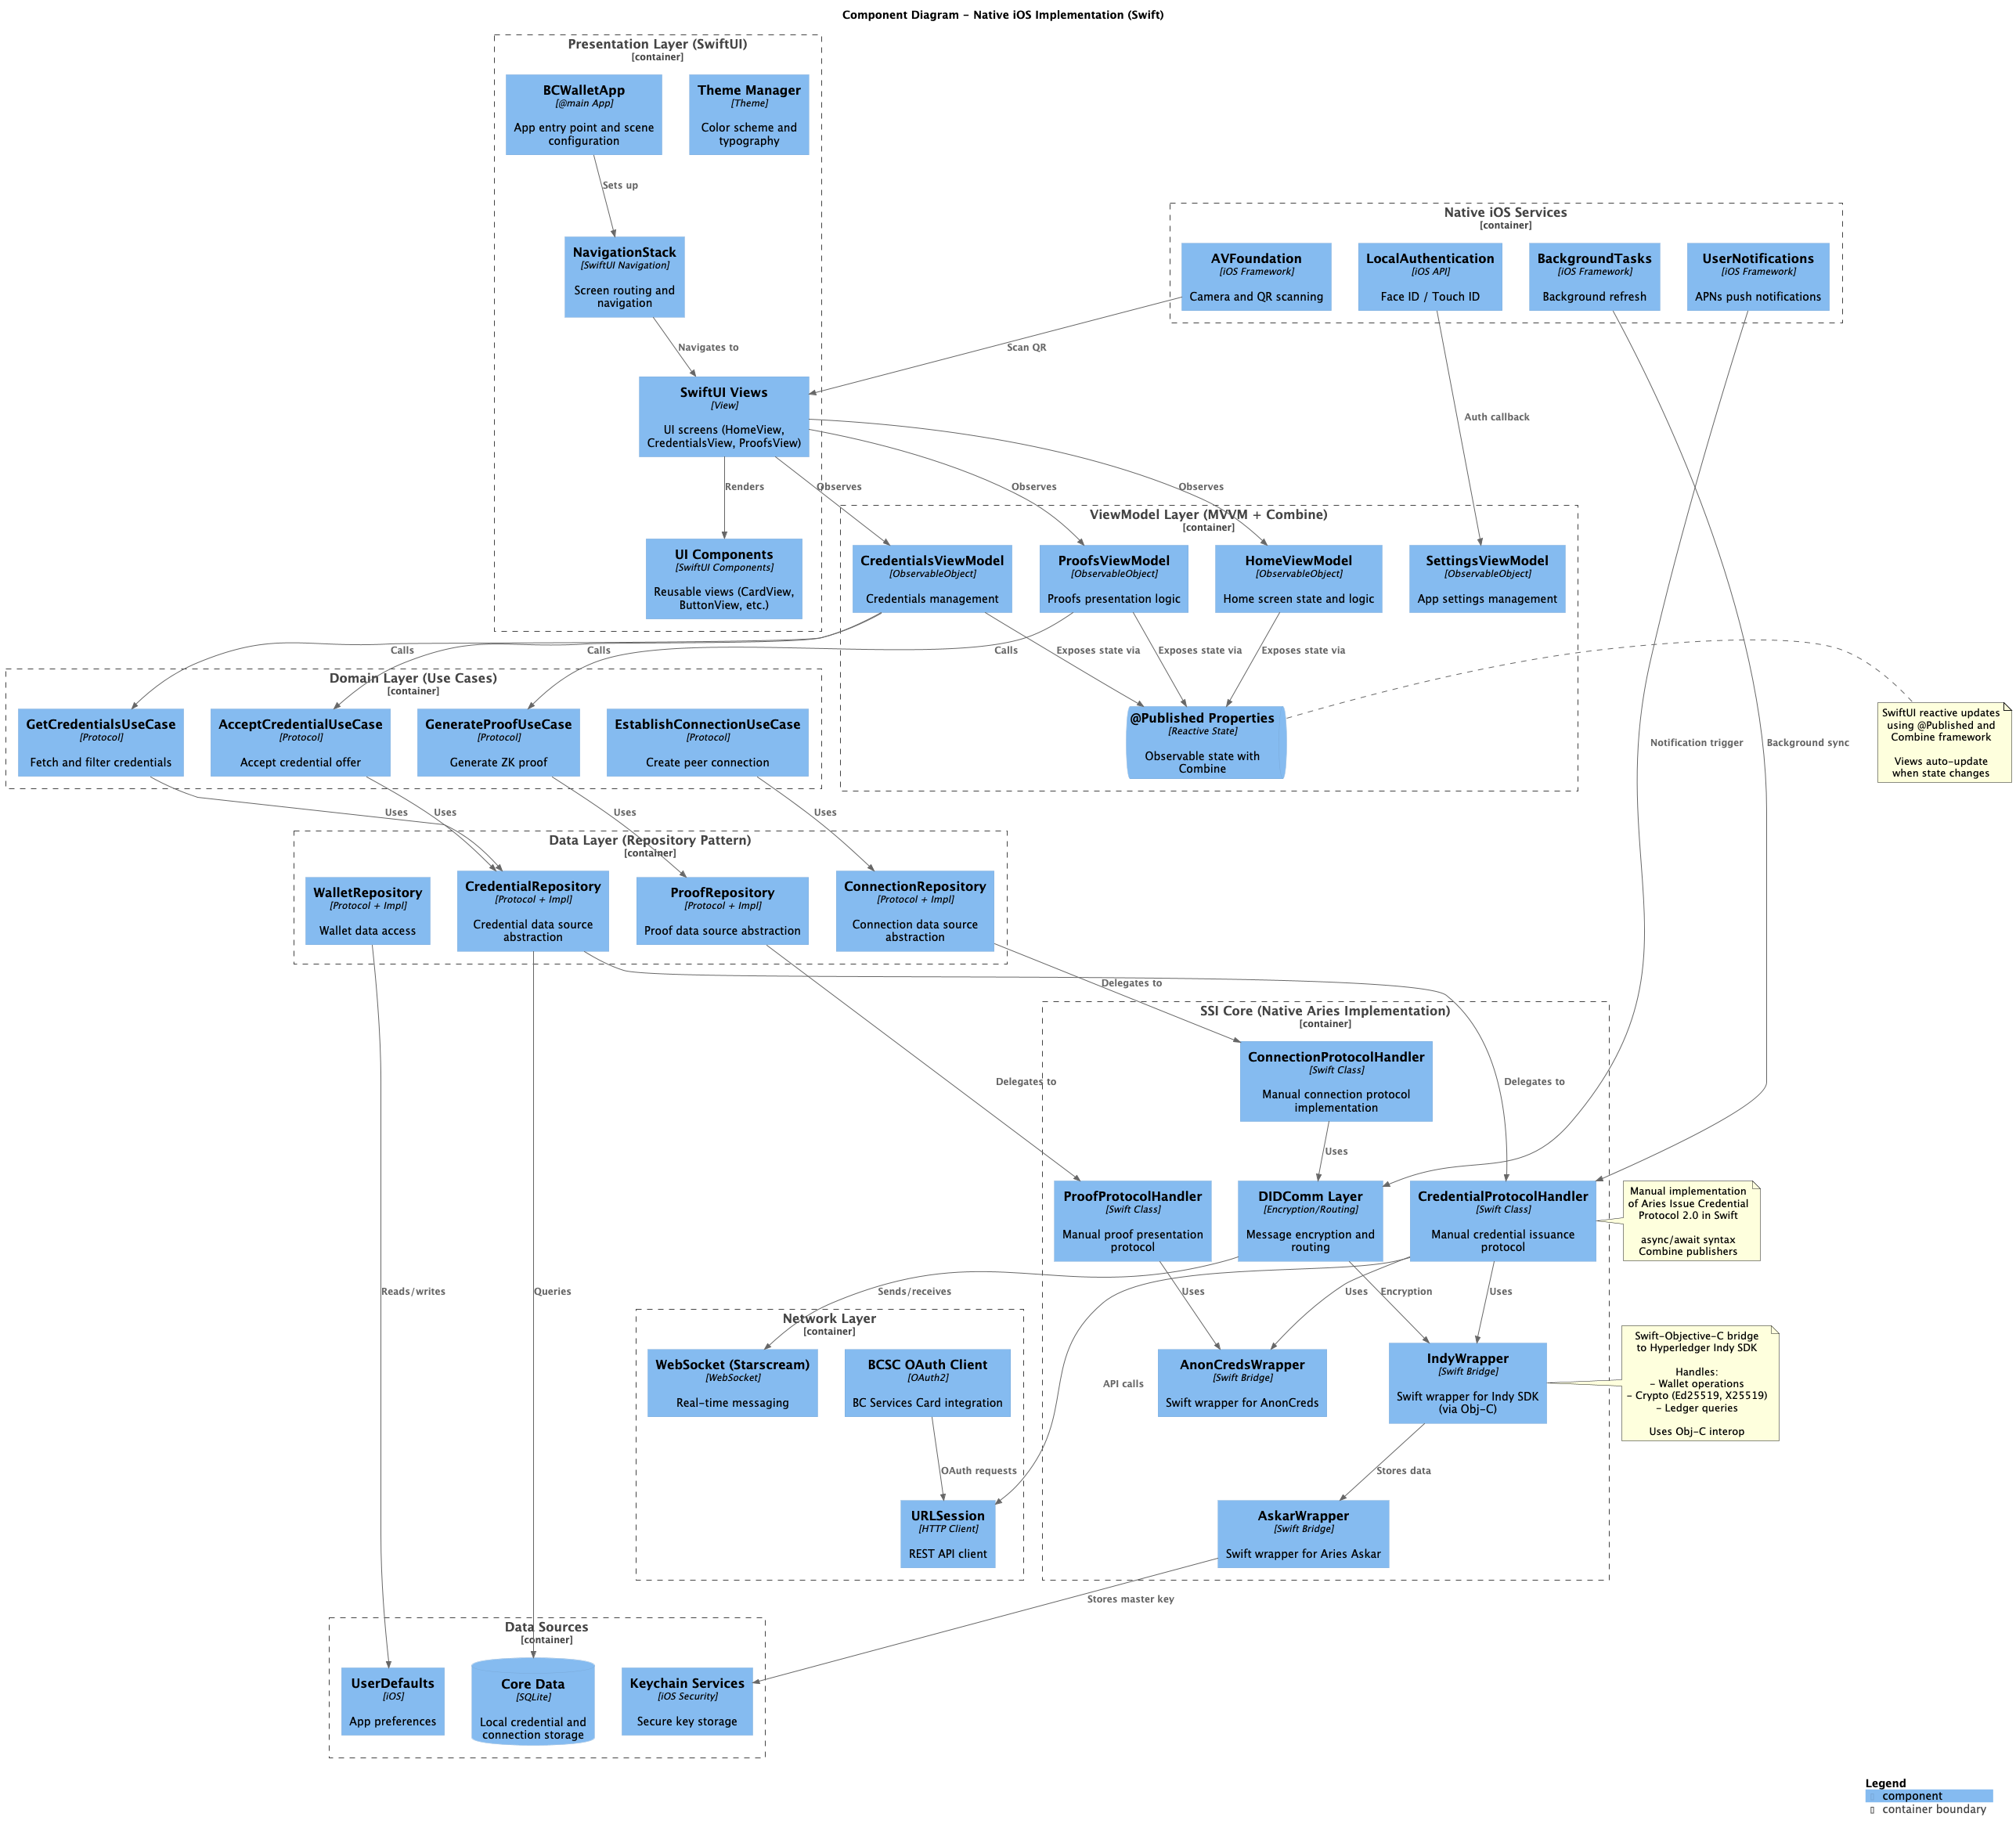 Component Diagram - Native iOS Implementation (Swift)
Presentation Layer (SwiftUI)
[container]
BCWalletApp
[@main App]
App entry point and scene
configuration
Theme Manager
[Theme]
Color scheme and
typography
Sets up
NavigationStack
[SwiftUI Navigation]
Screen routing and
navigation
Navigates to
SwiftUI Views
[View]
UI screens (HomeView,
CredentialsView, ProofsView)
Renders
UI Components
[SwiftUI Components]
Reusable views (CardView,
ButtonView, etc.)
Native iOS Services
[container]
AVFoundation
[iOS Framework]
Camera and QR scanning
LocalAuthentication
[iOS API]
Face ID / Touch ID
BackgroundTasks
[iOS Framework]
Background refresh
UserNotifications
[iOS Framework]
APNs push notifications
Scan QR
Auth callback
Observes
Observes
Observes
ViewModel Layer (MVVM + Combine)
[container]
CredentialsViewModel
[ObservableObject]
Credentials management
ProofsViewModel
[ObservableObject]
Proofs presentation logic
HomeViewModel
[ObservableObject]
Home screen state and logic
SettingsViewModel
[ObservableObject]
App settings management
Exposes state via
Exposes state via
Exposes state via
@Published Properties
[Reactive State]
Observable state with
Combine
SwiftUI reactive updates
using @Published and
Combine framework
Views auto-update
when state changes
Notification trigger
Background sync
Calls
Calls
Calls
Domain Layer (Use Cases)
[container]
GetCredentialsUseCase
[Protocol]
Fetch and filter credentials
AcceptCredentialUseCase
[Protocol]
Accept credential offer
GenerateProofUseCase
[Protocol]
Generate ZK proof
EstablishConnectionUseCase
[Protocol]
Create peer connection
Uses
Uses
Uses
Uses
Data Layer (Repository Pattern)
[container]
WalletRepository
[Protocol + Impl]
Wallet data access
CredentialRepository
[Protocol + Impl]
Credential data source
abstraction
ProofRepository
[Protocol + Impl]
Proof data source abstraction
ConnectionRepository
[Protocol + Impl]
Connection data source
abstraction
Delegates to
Delegates to
Delegates to
SSI Core (Native Aries Implementation)
[container]
ConnectionProtocolHandler
[Swift Class]
Manual connection protocol
implementation
Uses
ProofProtocolHandler
[Swift Class]
Manual proof presentation
protocol
DIDComm Layer
[Encryption/Routing]
Message encryption and
routing
CredentialProtocolHandler
[Swift Class]
Manual credential issuance
protocol
Manual implementation
of Aries Issue Credential
Protocol 2.0 in Swift
async/await syntax
Combine publishers
Reads/writes
Queries
Sends/receives
Uses
Uses
Encryption
Uses
Network Layer
[container]
WebSocket (Starscream)
[WebSocket]
Real-time messaging
BCSC OAuth Client
[OAuth2]
BC Services Card integration
API calls
AnonCredsWrapper
[Swift Bridge]
Swift wrapper for AnonCreds
IndyWrapper
[Swift Bridge]
Swift wrapper for Indy SDK
(via Obj-C)
Swift-Objective-C bridge
to Hyperledger Indy SDK
Handles:
- Wallet operations
- Crypto (Ed25519, X25519)
- Ledger queries
Uses Obj-C interop
OAuth requests
Stores data
URLSession
[HTTP Client]
REST API client
AskarWrapper
[Swift Bridge]
Swift wrapper for Aries Askar
Stores master key
Data Sources
[container]
UserDefaults
[iOS]
App preferences
Core Data
[SQLite]
Local credential and
connection storage
Keychain Services
[iOS Security]
Secure key storage
Legend
component
container boundary